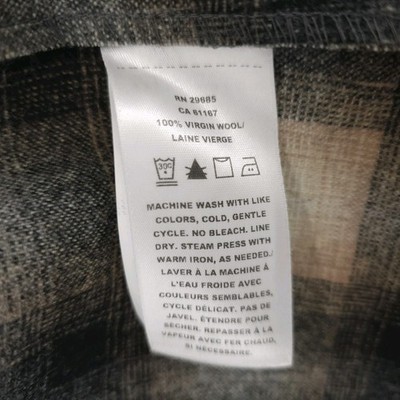 RN 29685
CA 61167
100% VIRGIN WOOL/
LAINE VIERGE
30C
MACHINE WASH WITH LIKE
COLORS, COLD, GENTLE
CYCLE. NO BLEACH. LINE
DRY. STEAM PRESS WITH
WARM IRON, AS NEEDED./
LAVER À LA MACHINE À
L'EAU FROIDE AVEC
COULEURS SEMBLABLES,
CYCLE DÉLICAT. PAS DE
JAVEL. ÉTENDRE POUR
SÉCHER. REPASSER À LA
VAPEUR AVEC FER CHAUD,
SI NÉCESSAIRE.